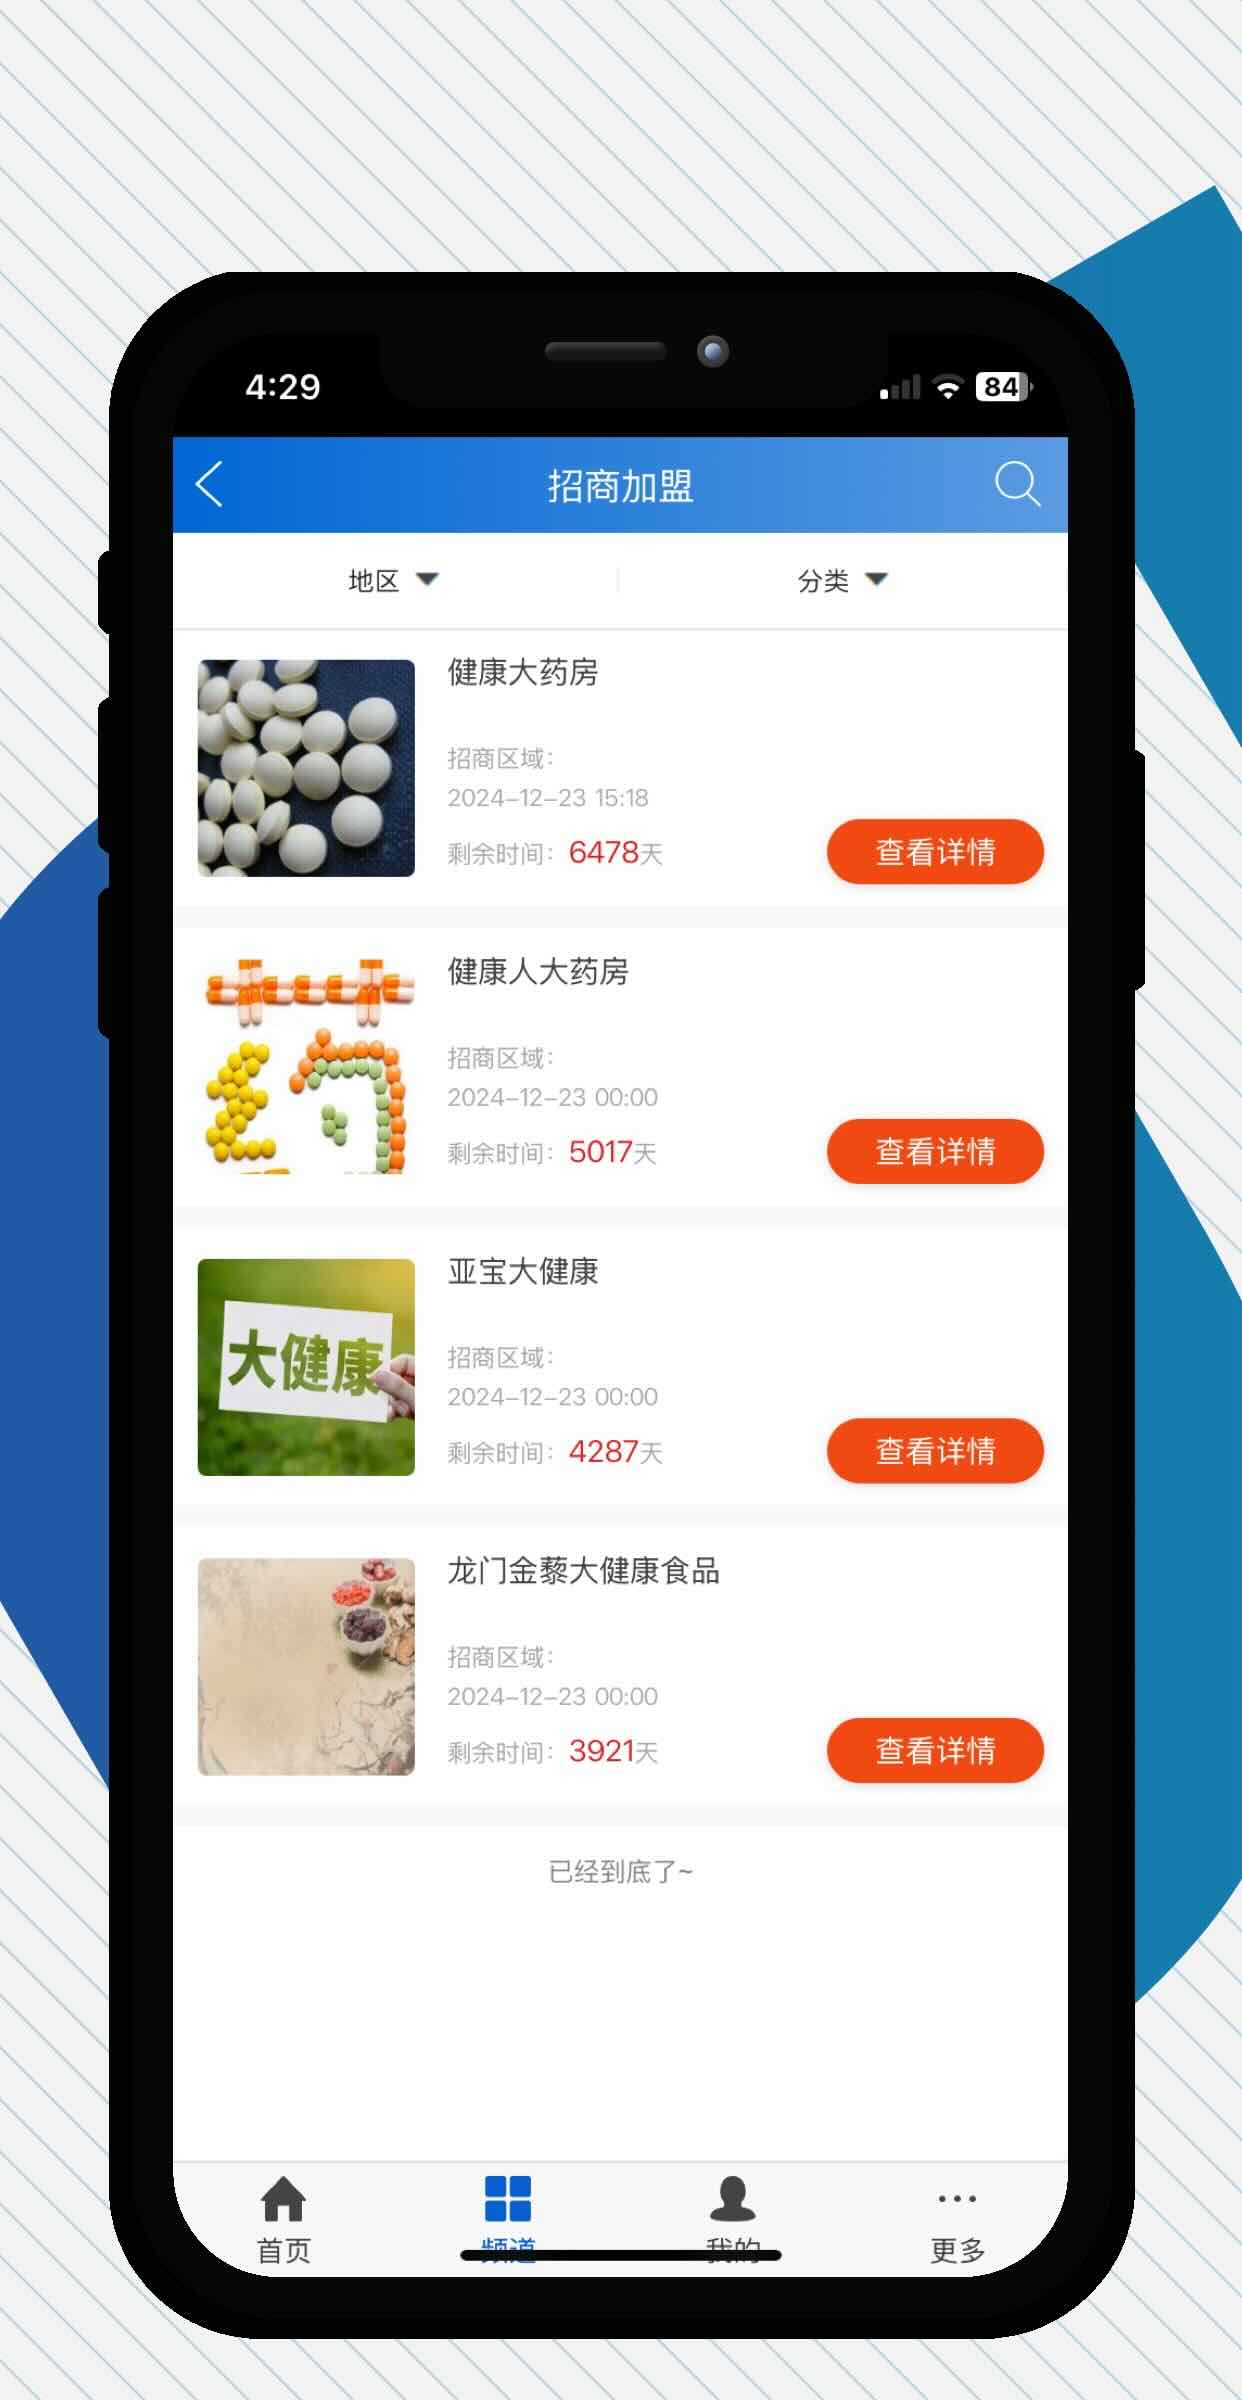 4:29
84
招商加盟
地区
分类
健康大药房
招商区域：
2024-12-23 15:18
剩余时间：6478天
查看详情
健康人大药房
招商区域：
2024-12-23 00:00
剩余时间：5017天
查看详情
亚宝大健康
大健康
招商区域：
2024-12-23 00:00
剩余时间：4287天
查看详情
龙门金藜大健康食品
招商区域：
2024-12-23 00:00
剩余时间：3921天
查看详情
已经到底了~
首页
频道
我的
更多